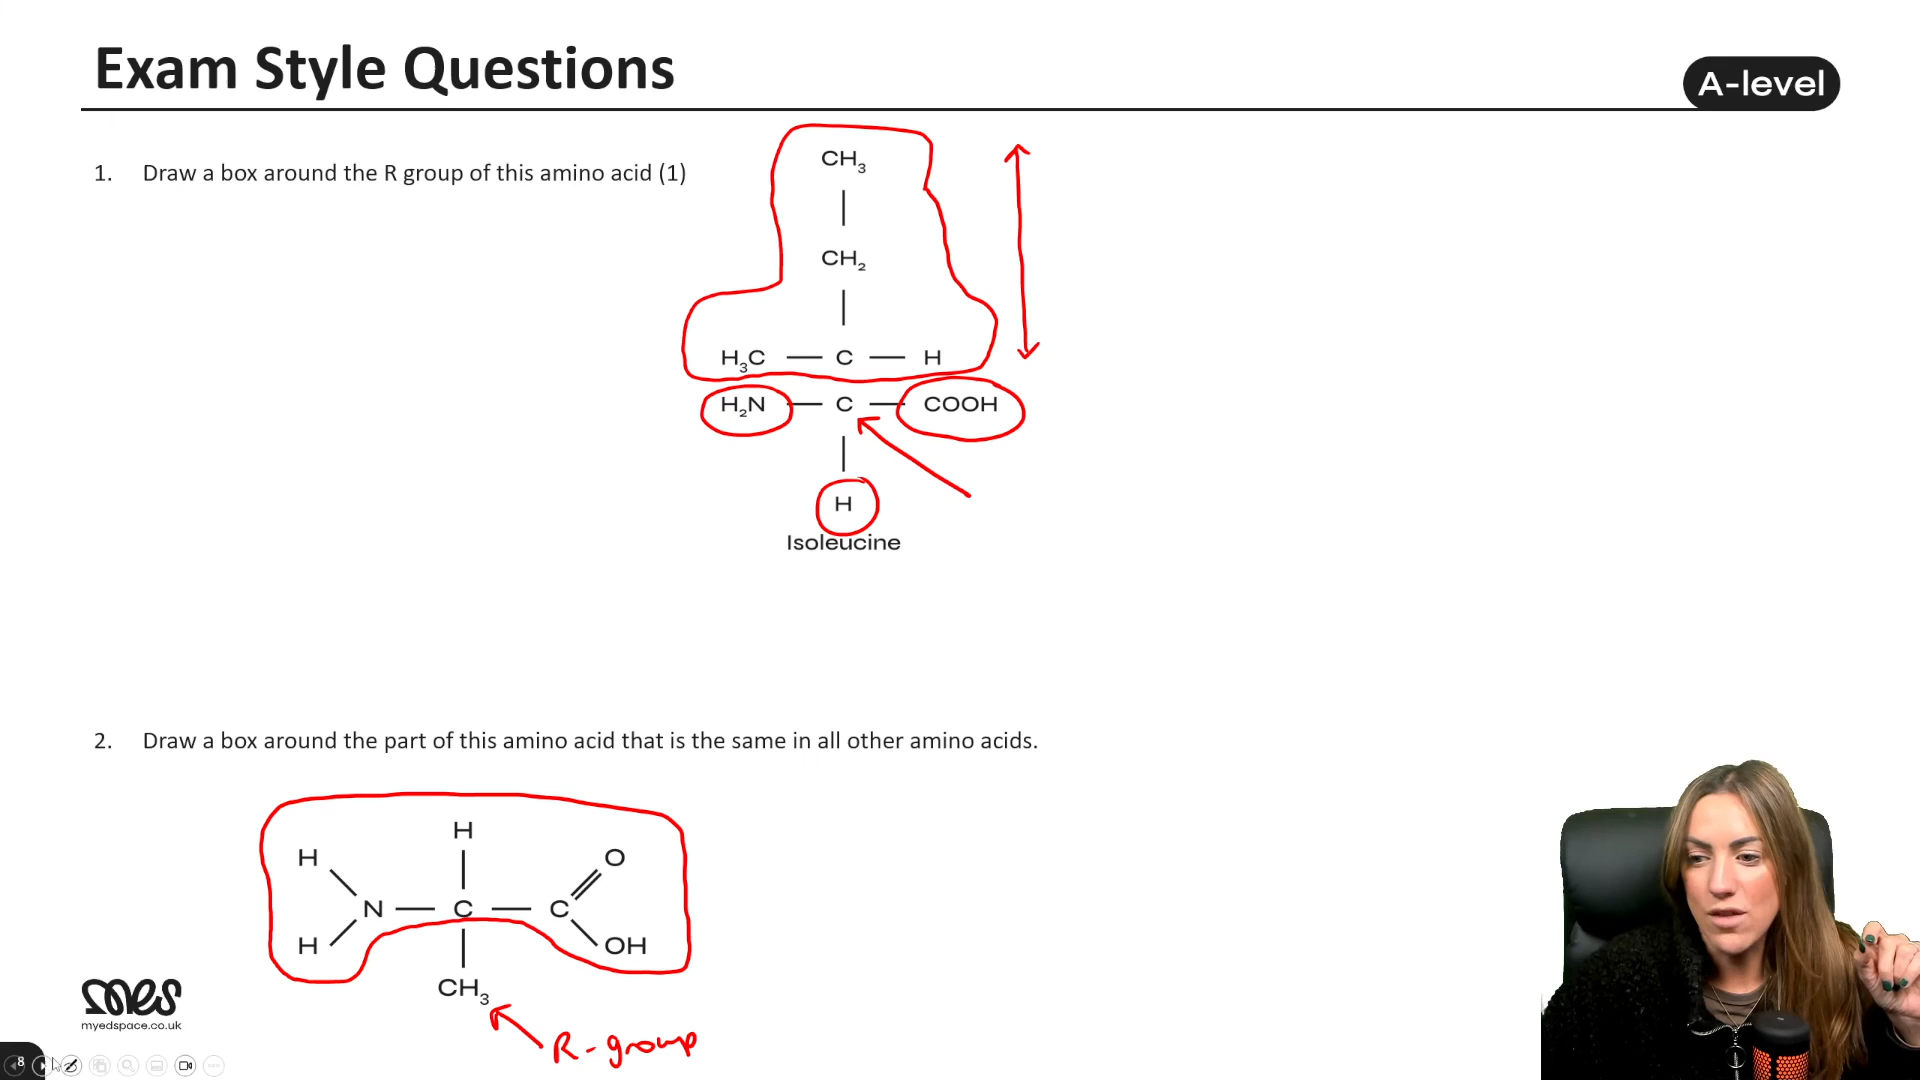 Exam Style Questions
A-level
1. Draw a box around the R group of this amino acid (1)
CH₃
CH₂
H₃C — C — H
H₂N — C — COOH
H
Isoleucine
2. Draw a box around the part of this amino acid that is the same in all other amino acids.
H
H O
N — C — C
H OH
CH₃
R-group
mes
myedspace.co.uk
8